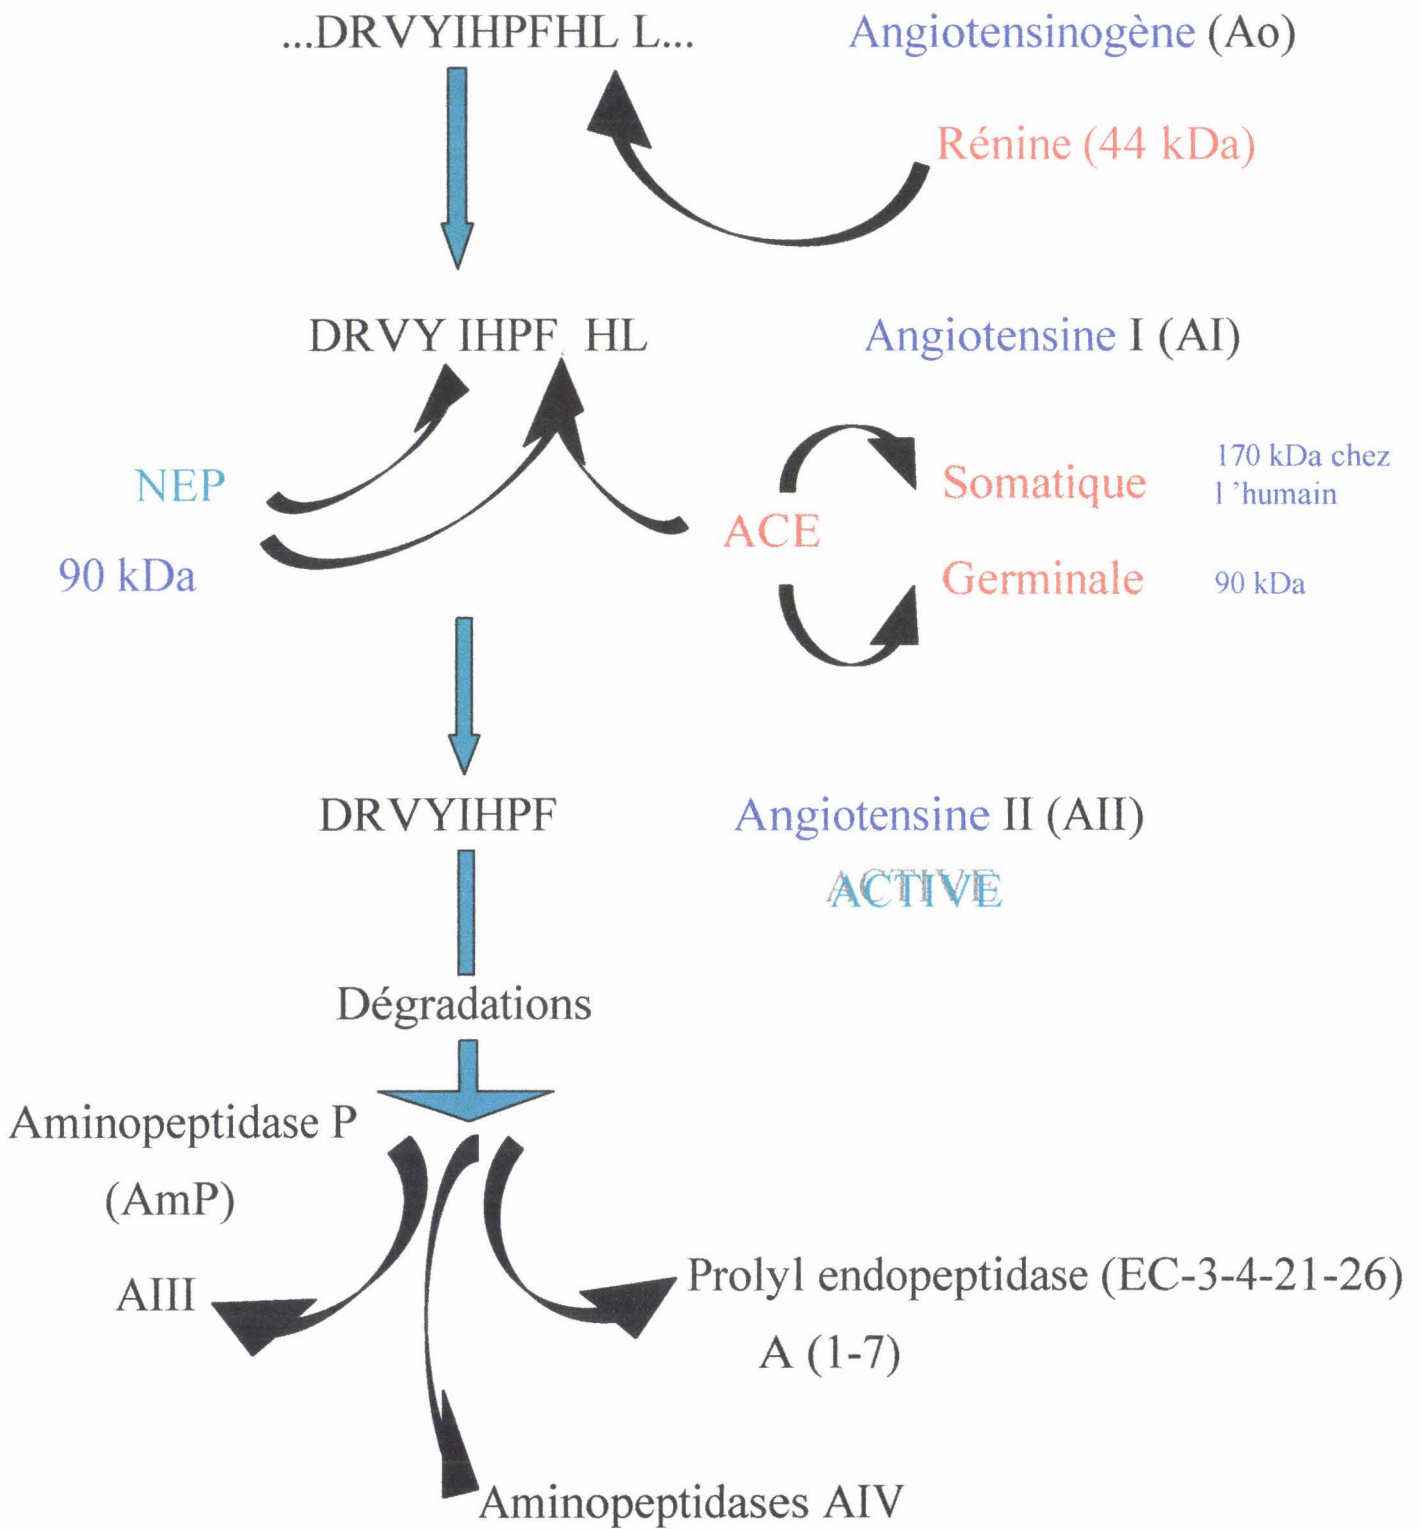 ...DRVYIHPFHL L... Angiotensinogène (Ao)
Rénine (44 kDa)
DRVY IHPF HL Angiotensine I (AI)
NEP
90 kDa
ACE
Somatique
170 kDa chez
l 'humain
Germinale
90 kDa
DRVYIHPF Angiotensine II (AII)
ACTIVE
Dégradations
Aminopeptidase P
(AmP)
AIII
Prolyl endopeptidase (EC-3-4-21-26)
A (1-7)
Aminopeptidases AIV